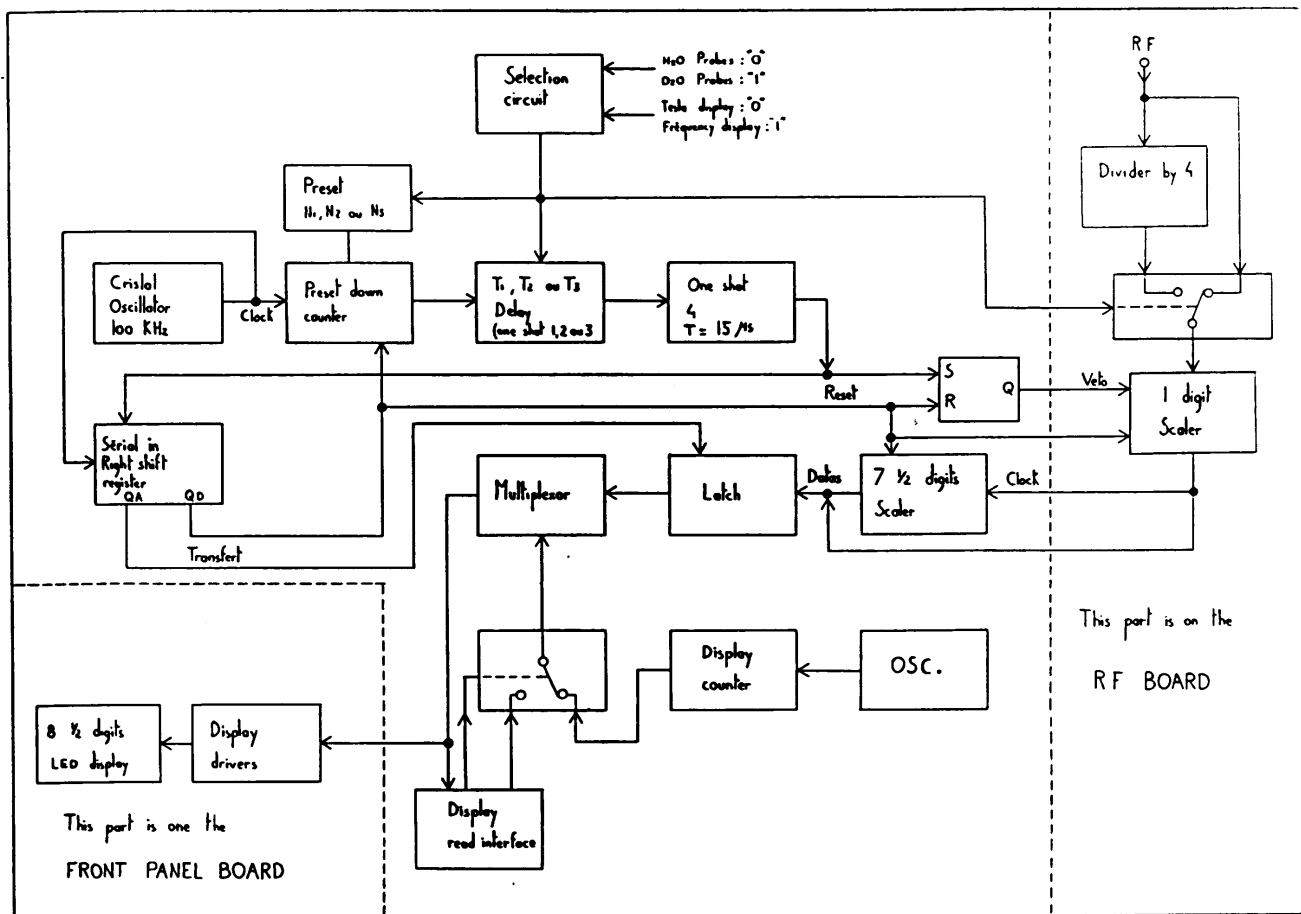 Selection
circuit
H2O Probes : "0"
D2O Probes : "1"
Tesla display : "0"
Fréquency display : "1"
RF
Divider by 4
Preset
N1, N2 ou N3
Cristal
Oscillator
100 KHz
Clock
Preset down
counter
T1, T2 ou T3
Delay
(one shot 1, 2 ou 3
One shot
4
T = 15 µs
Reset
S
R
Q
Veto
1 digit
Scaler
Sérial in
Right shift
register
QA QD
Transfert
Multiplexor
Latch
Datas
7 ½ digits
Scaler
Clock
This part is on the
RF BOARD
Display
counter
OSC.
8 ½ digits
LED display
Display
drivers
Display
read interface
This part is one the
FRONT PANEL BOARD